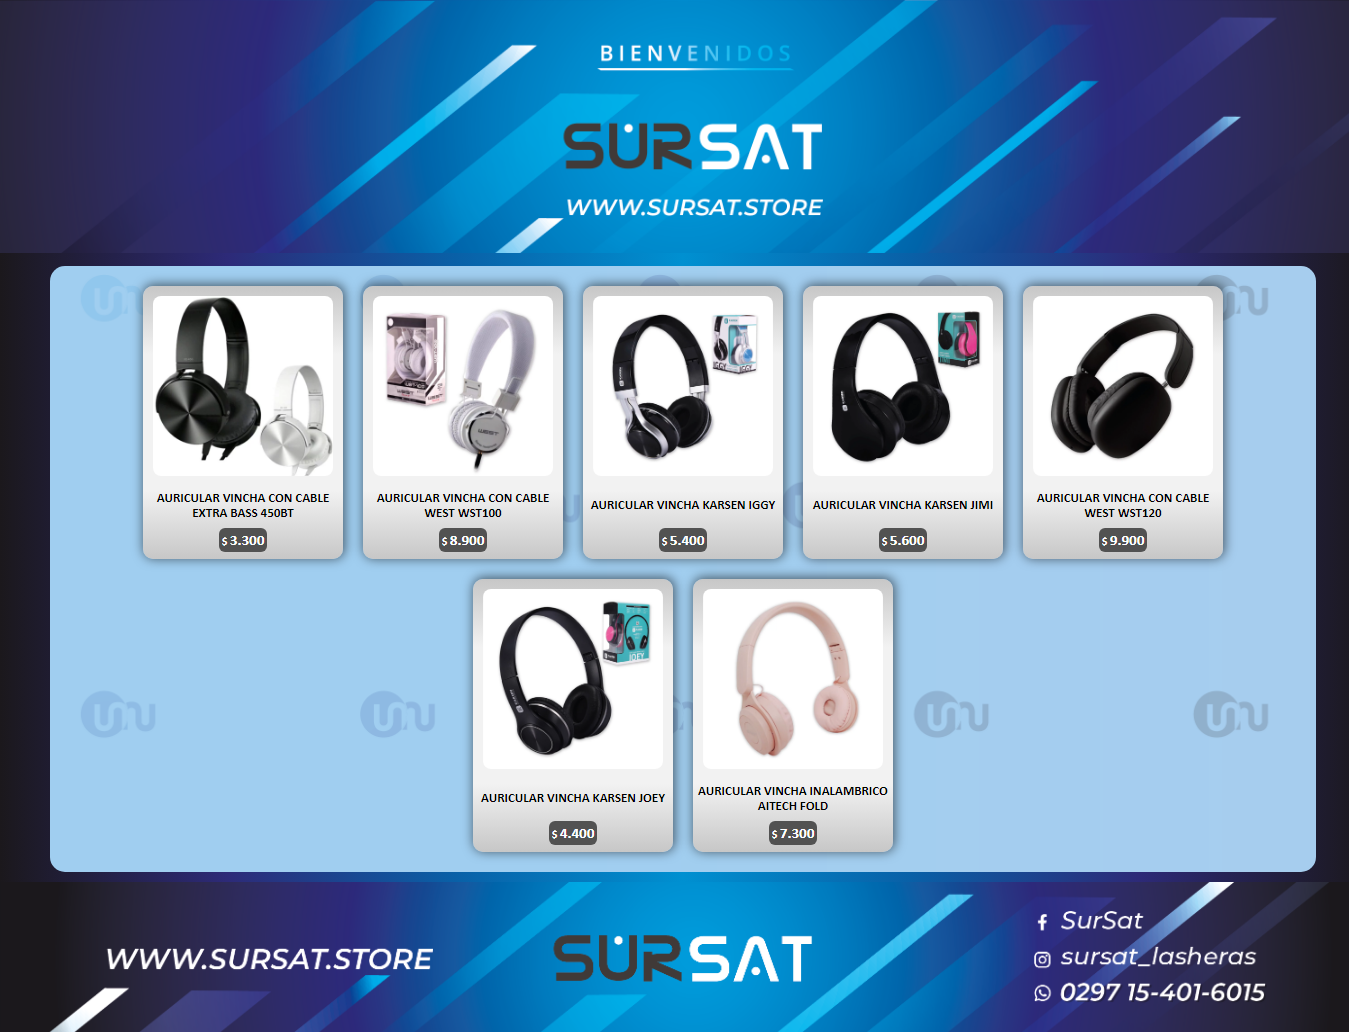 BIENVENIDOS
SURSAT
WWW.SURSAT.STORE
AURICULAR VINCHA CON CABLE
EXTRA BASS 450BT
$ 3.300
AURICULAR VINCHA CON CABLE
WEST WST100
$ 8.900
IGGY
IGGY
AURICULAR VINCHA KARSEN IGGY
$ 5.400
AURICULAR VINCHA KARSEN JIMI
$ 5.600
AURICULAR VINCHA CON CABLE
WEST WST120
$ 9.900
JOEY
AURICULAR VINCHA KARSEN JOEY
$ 4.400
AURICULAR VINCHA INALAMBRICO
AITECH FOLD
$ 7.300
WWW.SURSAT.STORE
SURSAT
SurSat
sursat_lasheras
0297 15-401-6015